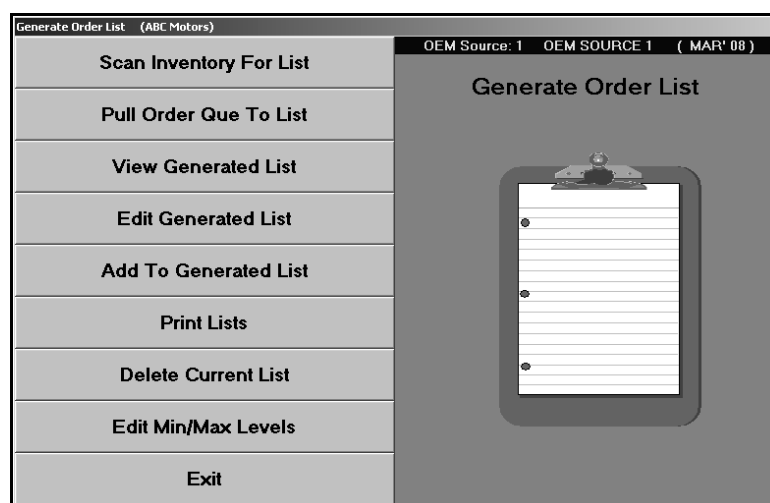 Generate Order List (ABC Motors)
Scan Inventory For List
Pull Order Que To List
View Generated List
Edit Generated List
Add To Generated List
Print Lists
Delete Current List
Edit Min/Max Levels
Exit
OEM Source: 1 OEM SOURCE 1 ( MAR' 08 )
Generate Order List